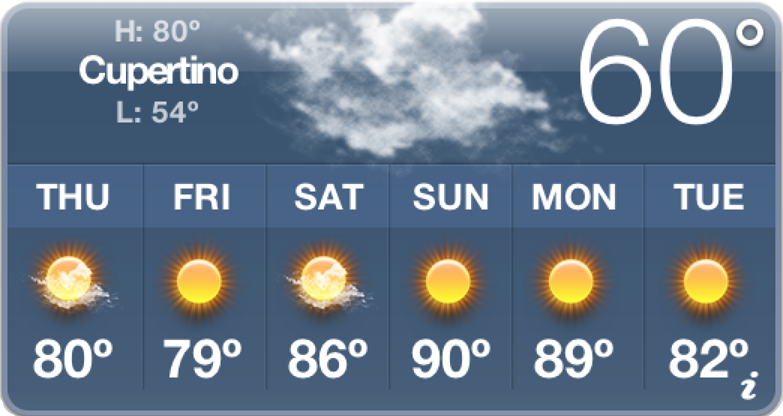 H: 80º
Cupertino
L: 54º
60°
THU FRI SAT SUN MON TUE
80º 79º 86º 90º 89º 82º
i